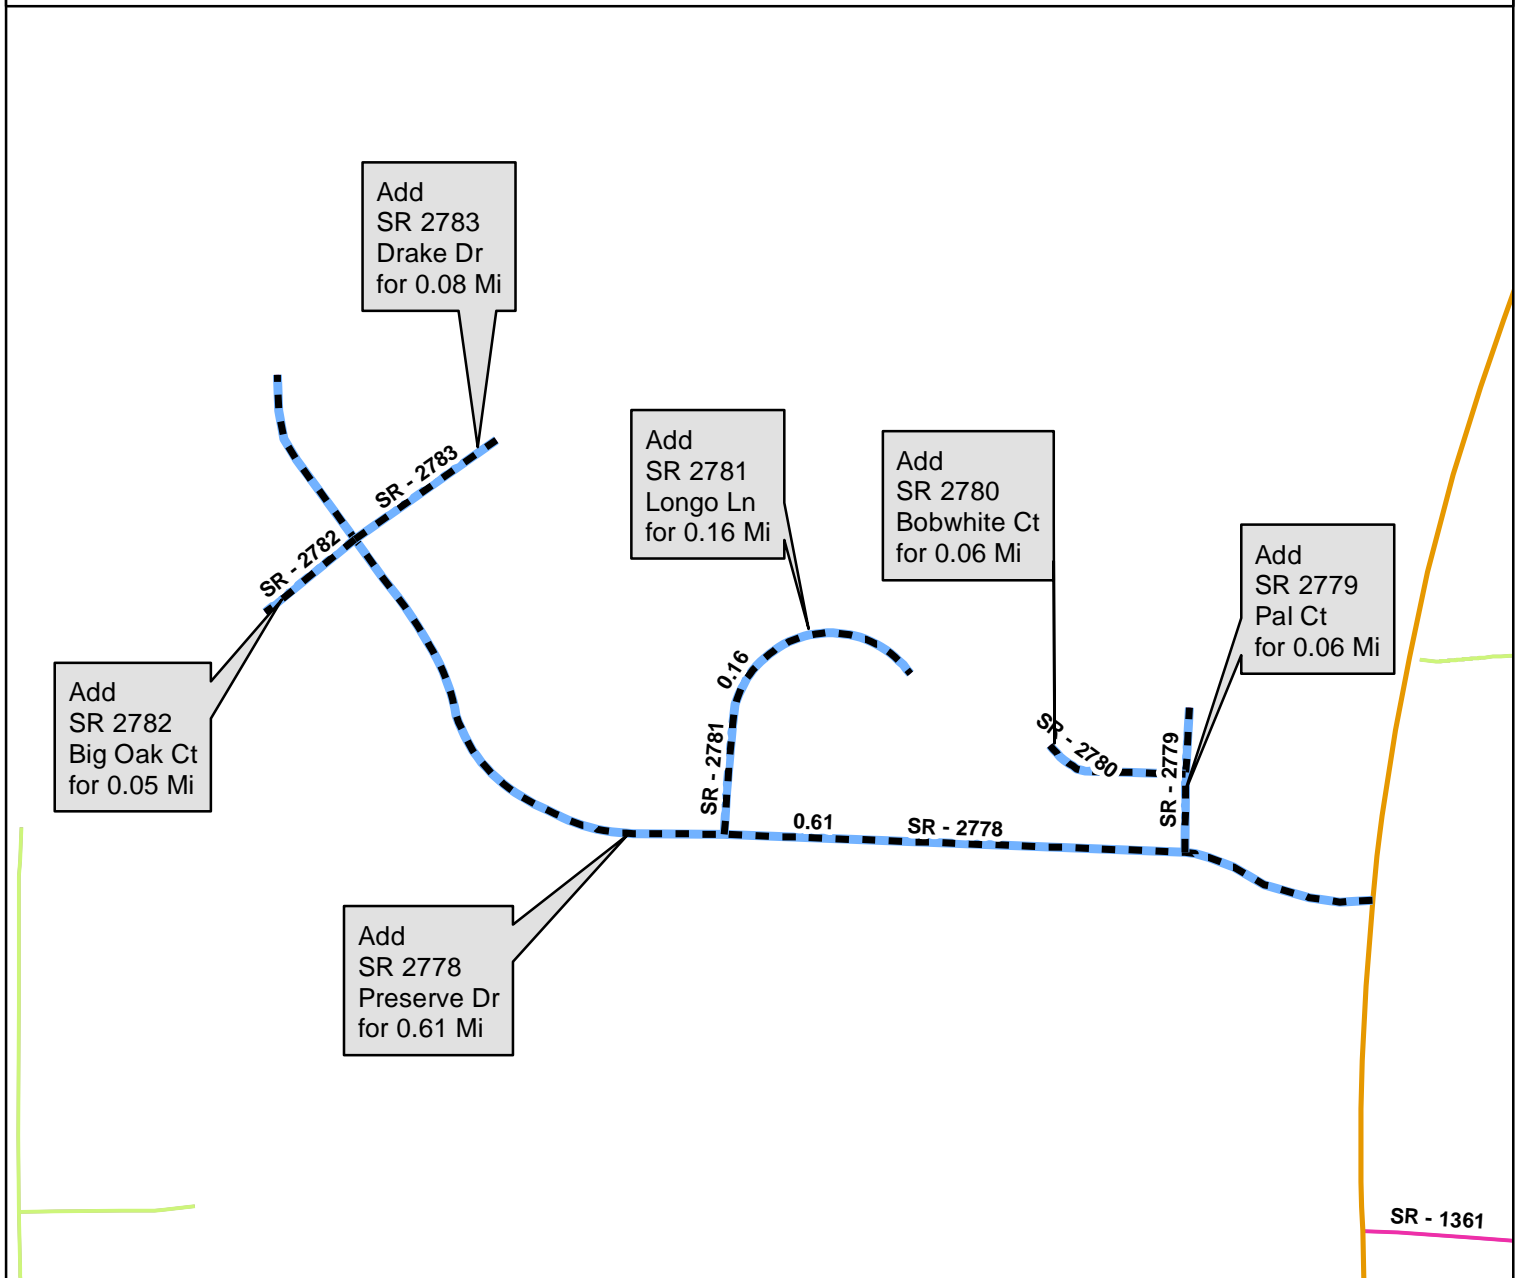 Add
SR 2783
Drake Dr
for 0.08 Mi
Add
SR 2781
Longo Ln
for 0.16 Mi
Add
SR 2780
Bobwhite Ct
for 0.06 Mi
SR - 2783
Add
SR 2779
Pal Ct
for 0.06 Mi
SR - 2782
Add
SR 2782
Big Oak Ct
for 0.05 Mi
0.16
SR - 2781
SR - 2780
SR - 2779
0.61
SR - 2778
Add
SR 2778
Preserve Dr
for 0.61 Mi
SR - 1361